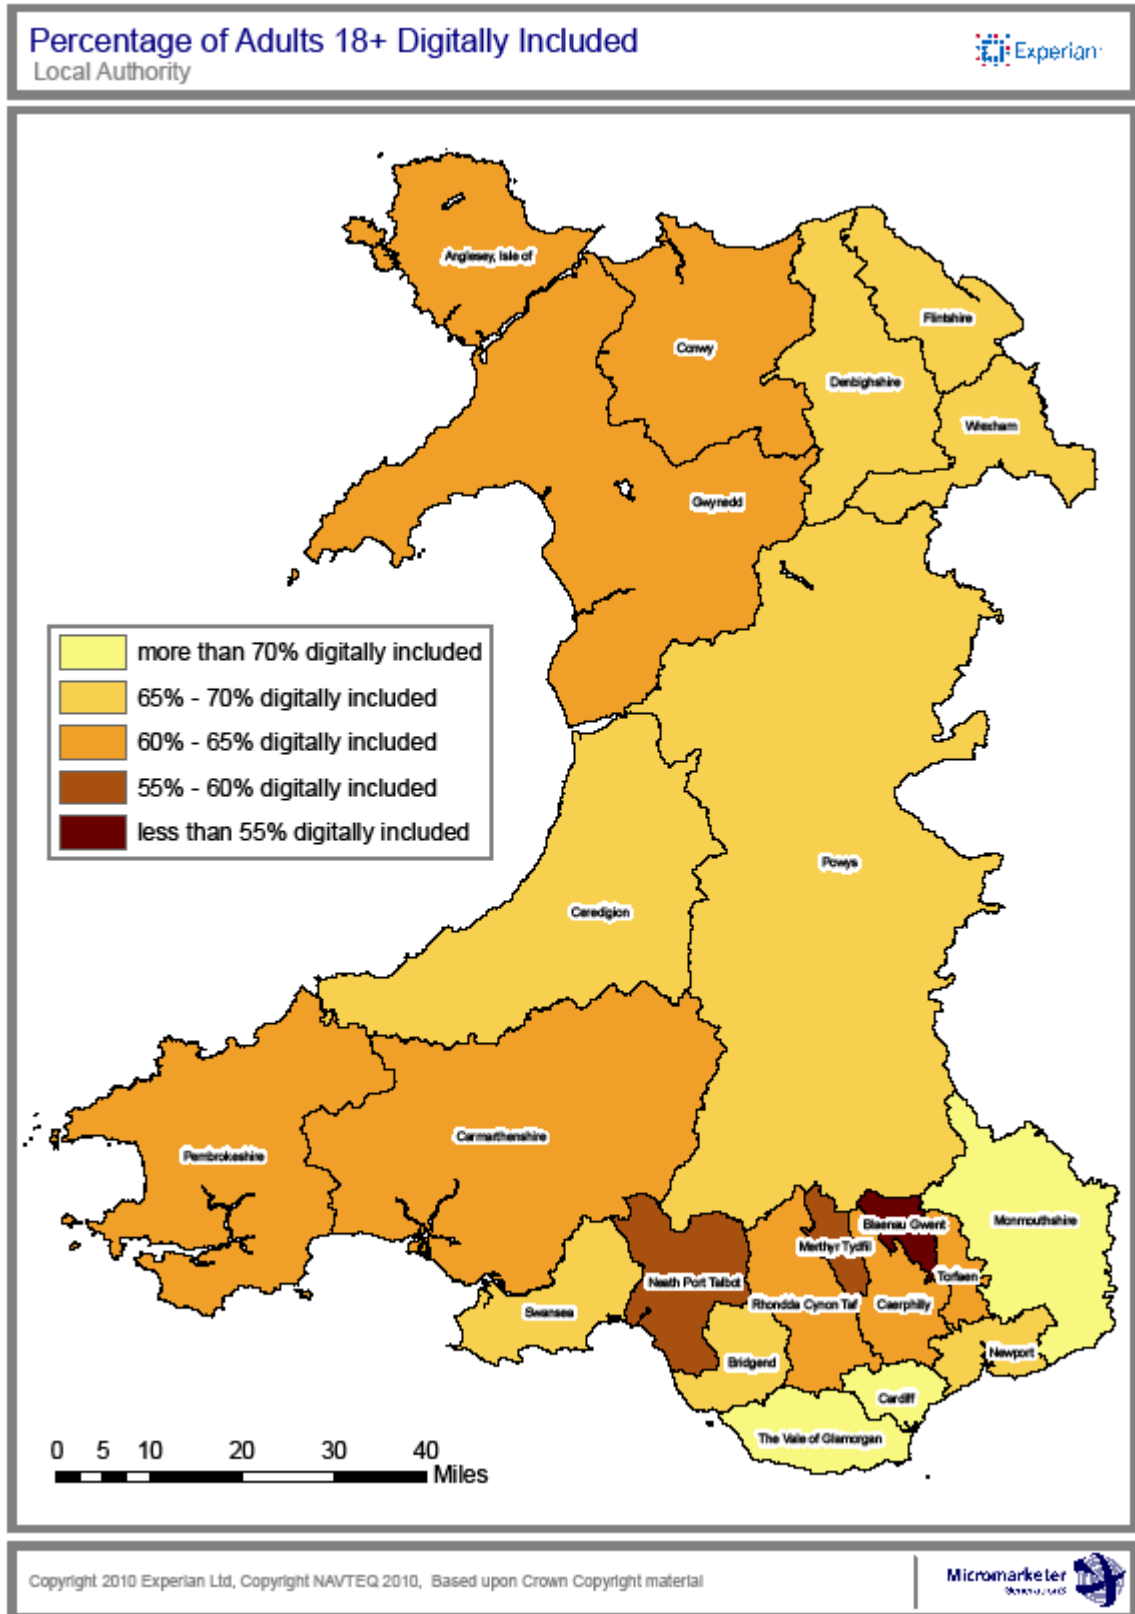 Percentage of Adults 18+ Digitally Included
Local Authority
Experian
Anglesey, Isle of
Conwy
Flintshire
Denbighshire
Wrexham
Gwynedd
more than 70% digitally included
65% - 70% digitally included
60% - 65% digitally included
55% - 60% digitally included
less than 55% digitally included
Powys
Ceredigion
Carmarthenshire
Pembrokeshire
Monmouthshire
Blaenau Gwent
Merthyr Tydfil
Torfaen
Neath Port Talbot
Rhondda Cynon Taf
Caerphilly
Swansea
Newport
Bridgend
Cardiff
The Vale of Glamorgan
0 5 10 20 30 40
Miles
Copyright 2010 Experian Ltd, Copyright NAVTEQ 2010, Based upon Crown Copyright material
Micromarketer
Generation3